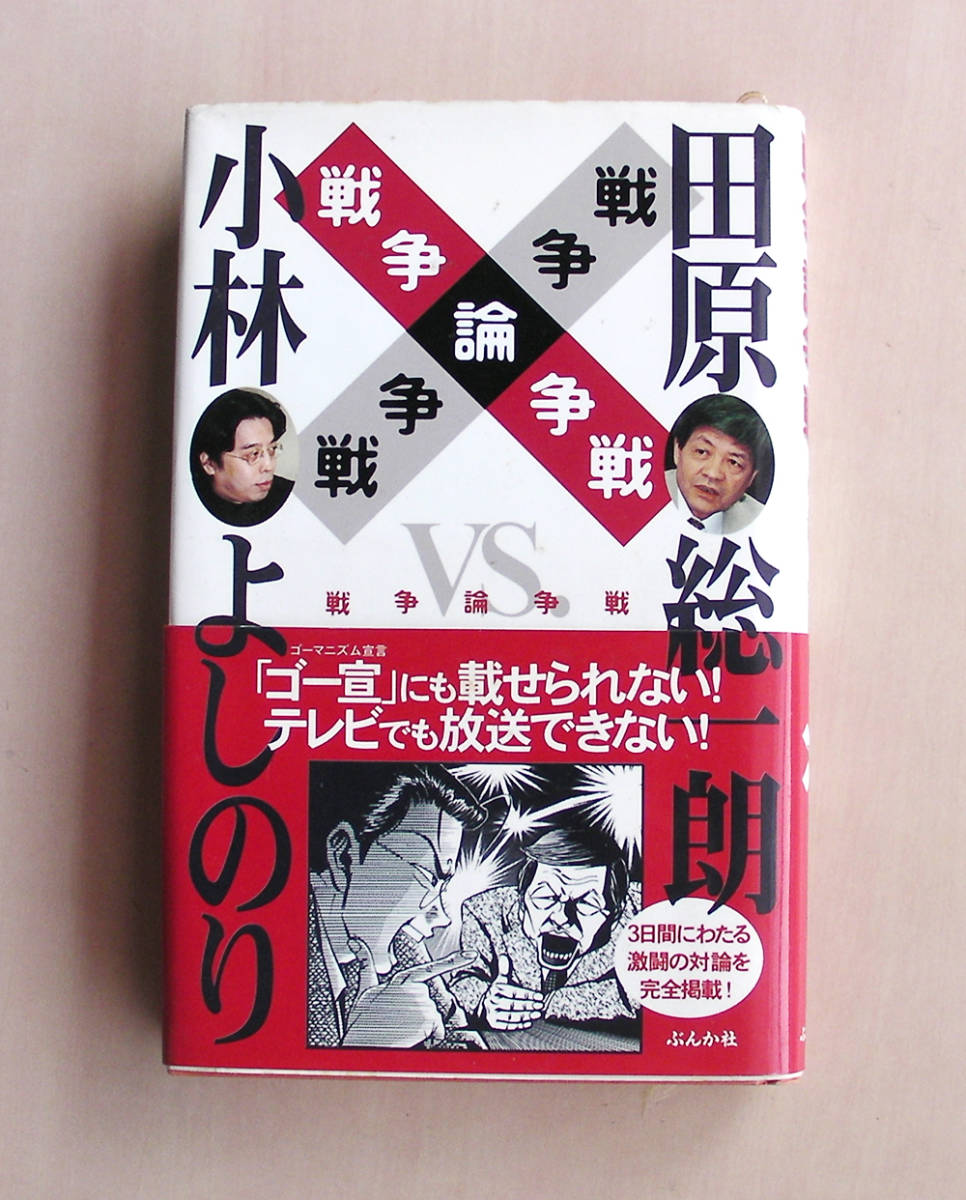 田原総一朗
小林よしのり
戦争論争戦
戦争論争戦
VS.
戦争論争戦
ゴーマニズム宣言
「ゴー宣」にも載せられない!
テレビでも放送できない!
3日間にわたる
激闘の対論を
完全掲載!
ぶんか社